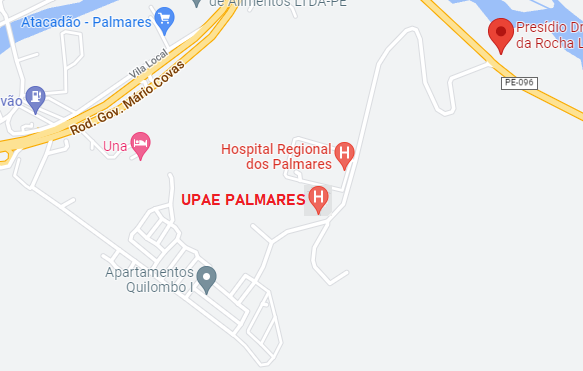 de Alimentos LTDA-PE
Atacadão - Palmares
Presídio Dr
da Rocha L
Vila Local
Rod. Gov. Mário Covas
PE-096
vão
Una
Hospital Regional
dos Palmares
UPAE PALMARES
Apartamentos
Quilombo I